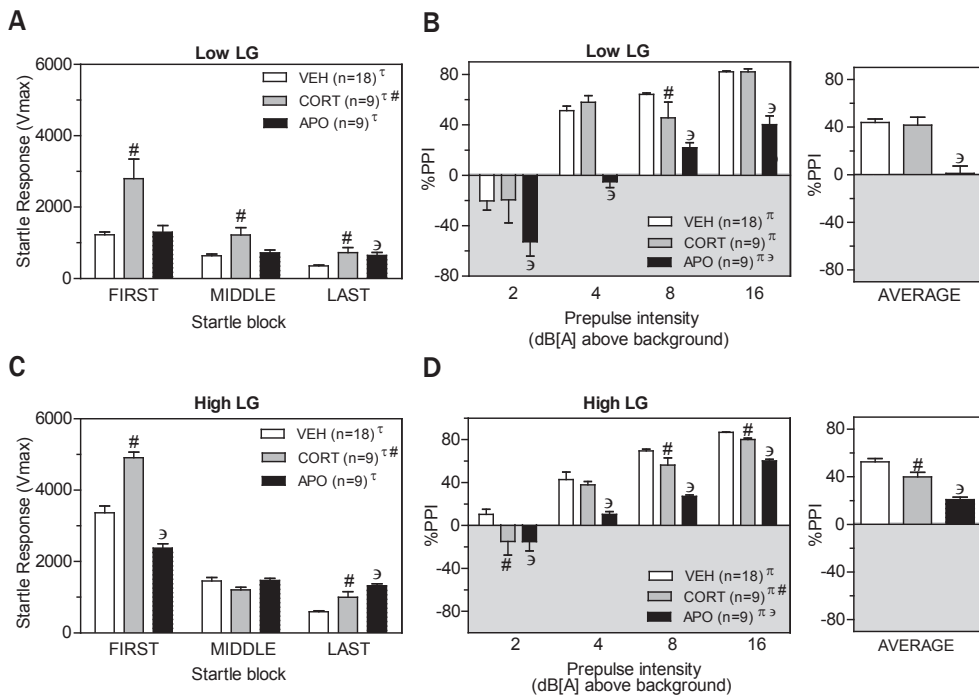 A
Low LG
Startle Response (Vmax)
6000
4000
2000
0
VEH (n=18) τ
CORT (n=9) τ #
APO (n=9) τ
#
#
#
϶
FIRST MIDDLE LAST
Startle block
B
Low LG
%PPI
80
40
0
-40
-80
#
϶
϶
϶
϶
VEH (n=18) π
CORT (n=9) π
APO (n=9) π ϶
2 4 8 16
Prepulse intensity
(dB[A] above background)
%PPI
80
40
0
-40
-80
϶
AVERAGE
C
High LG
Startle Response (Vmax)
6000
4000
2000
0
VEH (n=18) τ
CORT (n=9) τ #
APO (n=9) τ
#
϶
#
϶
FIRST MIDDLE LAST
Startle block
D
High LG
%PPI
80
40
0
-40
-80
#
϶
϶
#
϶
#
϶
VEH (n=18) π
CORT (n=9) π #
APO (n=9) π ϶
2 4 8 16
Prepulse intensity
(dB[A] above background)
%PPI
80
40
0
-40
-80
#
϶
AVERAGE